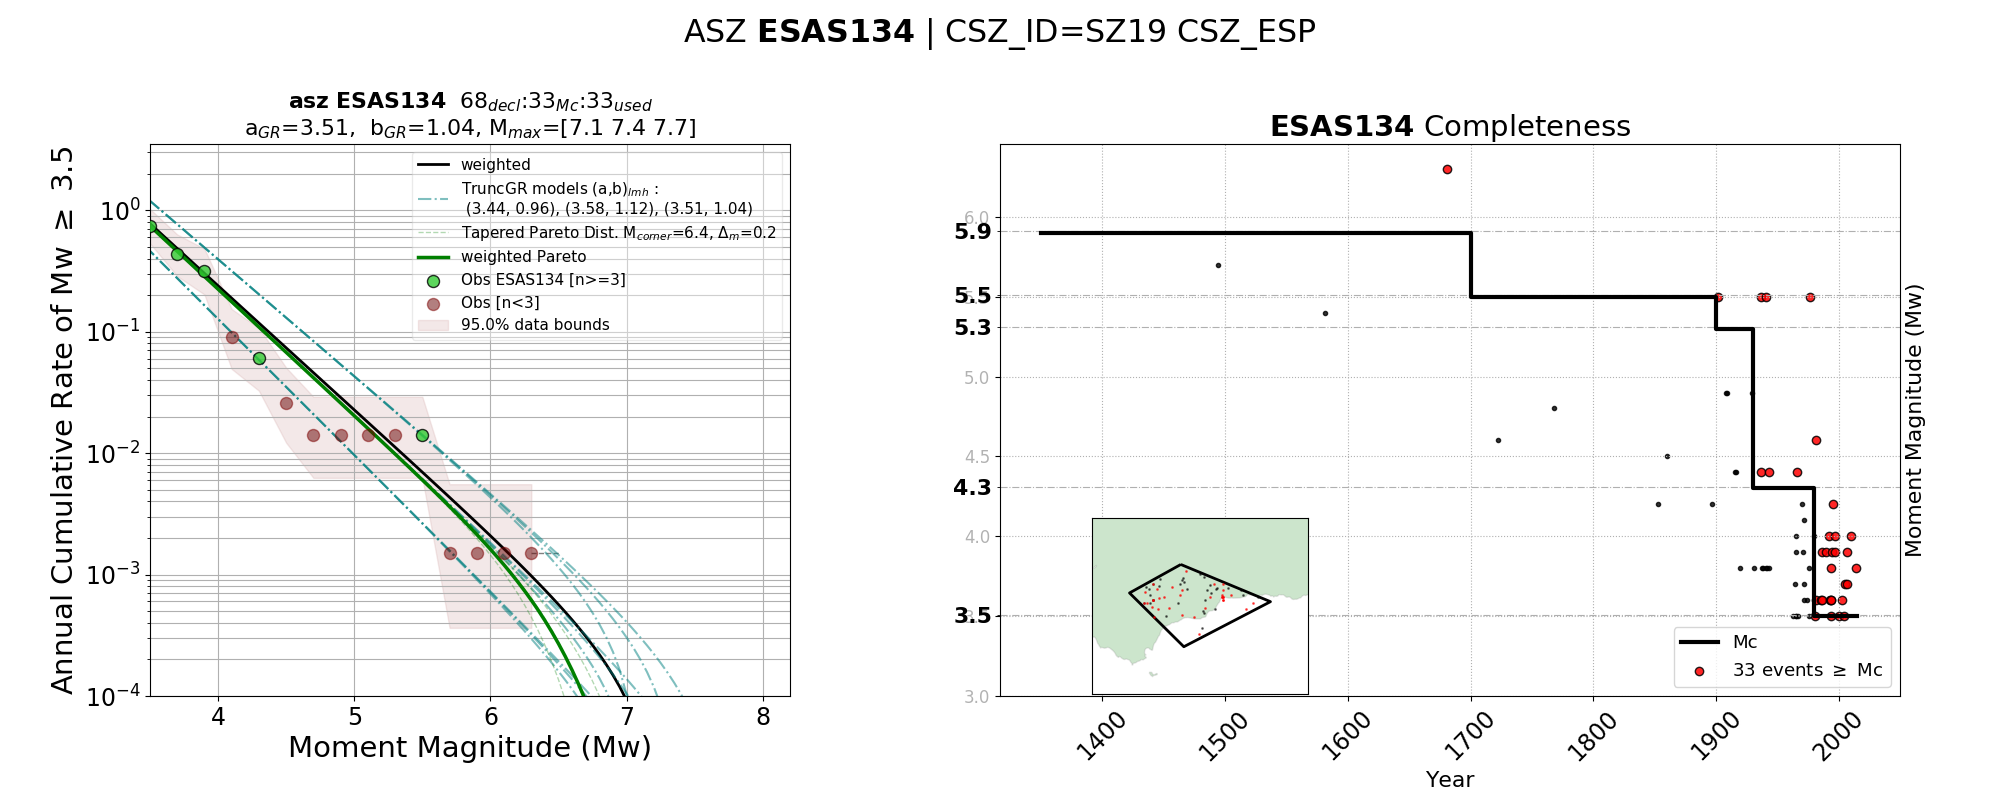 ASZ ESAS134 | CSZ_ID=SZ19 CSZ_ESP
asz ESAS134 68decl:33Mc:33used
aGR=3.51, bGR=1.04, Mmax=[7.1 7.4 7.7]
Annual Cumulative Rate of Mw ≥ 3.5
10^0
10^-1
10^-2
10^-3
10^-4
weighted
TruncGR models (a,b)lmh :
(3.44, 0.96), (3.58, 1.12), (3.51, 1.04)
Tapered Pareto Dist. Mcorner=6.4, Δm=0.2
weighted Pareto
Obs ESAS134 [n>=3]
Obs [n<3]
95.0% data bounds
4 5 6 7 8
Moment Magnitude (Mw)
ESAS134 Completeness
6.0
5.9
5.5
5.3
5.0
4.5
4.3
4.0
3.5
3.0
Moment Magnitude (Mw)
Mc
33 events ≥ Mc
1400 1500 1600 1700 1800 1900 2000
Year